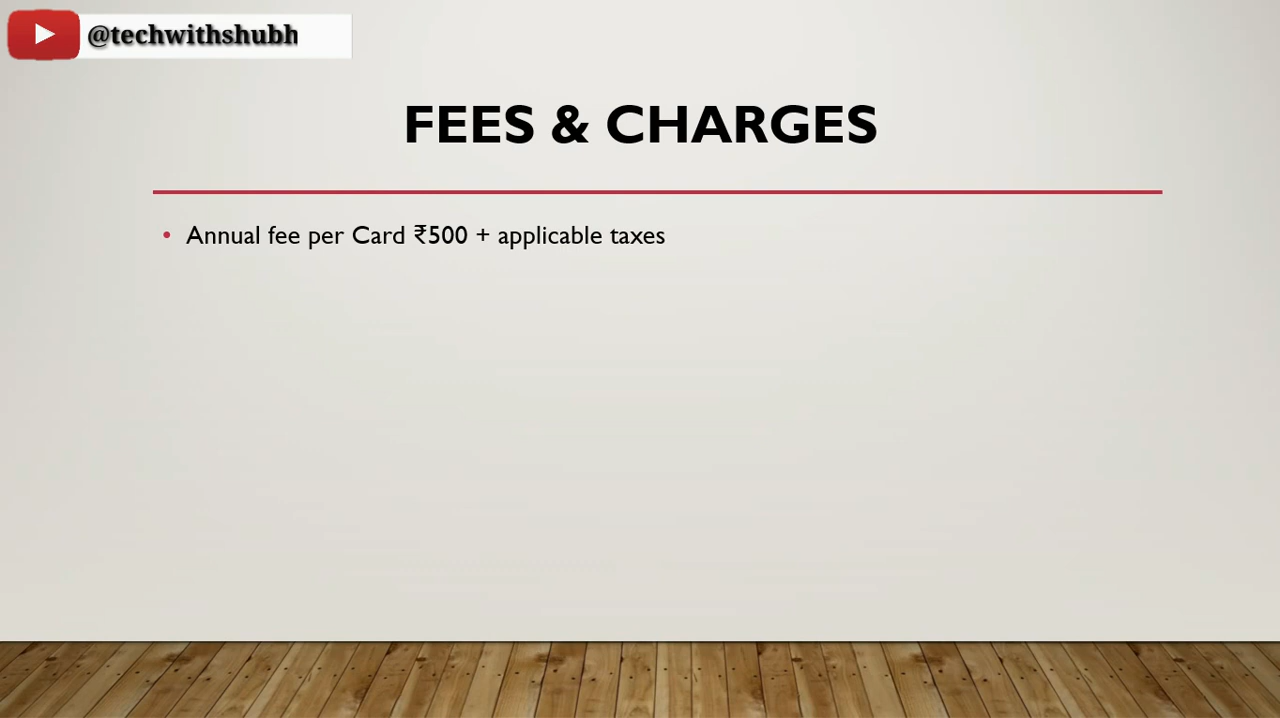 @techwithshubh
FEES & CHARGES
• Annual fee per Card ₹500 + applicable taxes